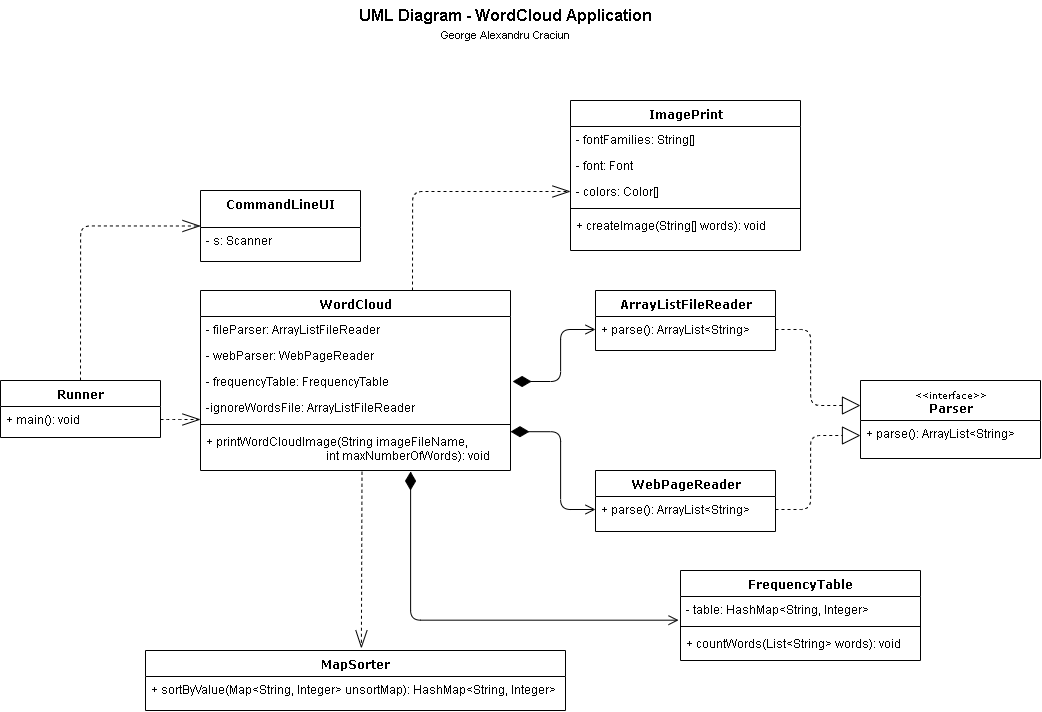 UML Diagram - WordCloud Application
George Alexandru Craciun
ImagePrint
- fontFamilies: String[]
- font: Font
- colors: Color[]
+ createImage(String[] words): void
CommandLineUI
- s: Scanner
WordCloud
- fileParser: ArrayListFileReader
- webParser: WebPageReader
- frequencyTable: FrequencyTable
-ignoreWordsFile: ArrayListFileReader
+ printWordCloudImage(String imageFileName,
int maxNumberOfWords): void
ArrayListFileReader
+ parse(): ArrayList<String>
Runner
+ main(): void
<<interface>>
Parser
+ parse(): ArrayList<String>
WebPageReader
+ parse(): ArrayList<String>
FrequencyTable
- table: HashMap<String, Integer>
+ countWords(List<String> words): void
MapSorter
+ sortByValue(Map<String, Integer> unsortMap): HashMap<String, Integer>